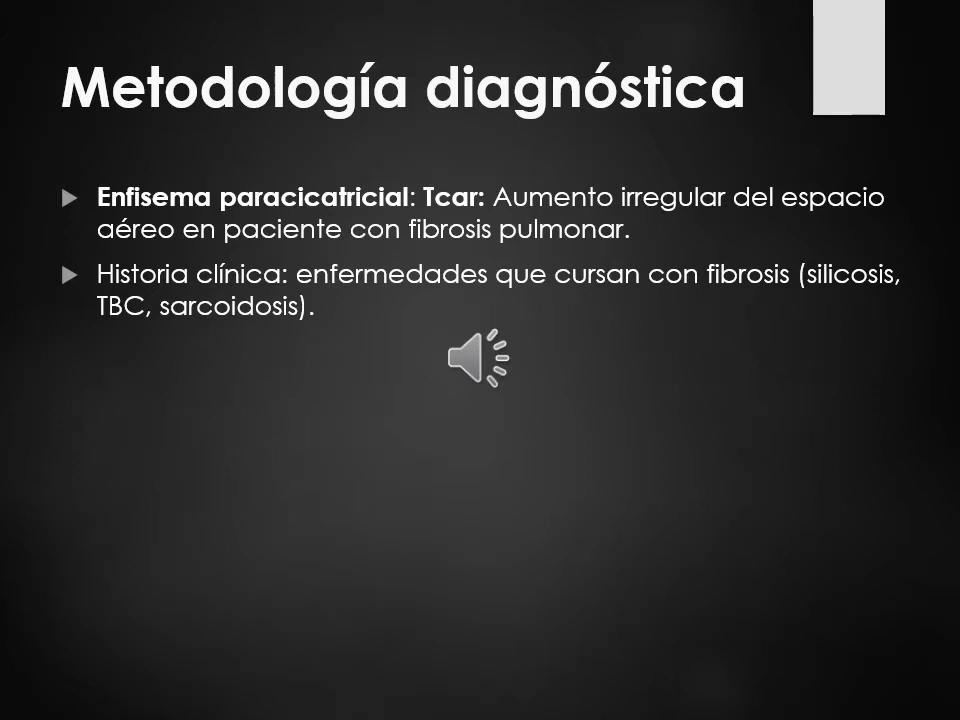 Metodología diagnóstica
Enfisema paracicatricial: Tcar: Aumento irregular del espacio
aéreo en paciente con fibrosis pulmonar.
Historia clínica: enfermedades que cursan con fibrosis (silicosis,
TBC, sarcoidosis).